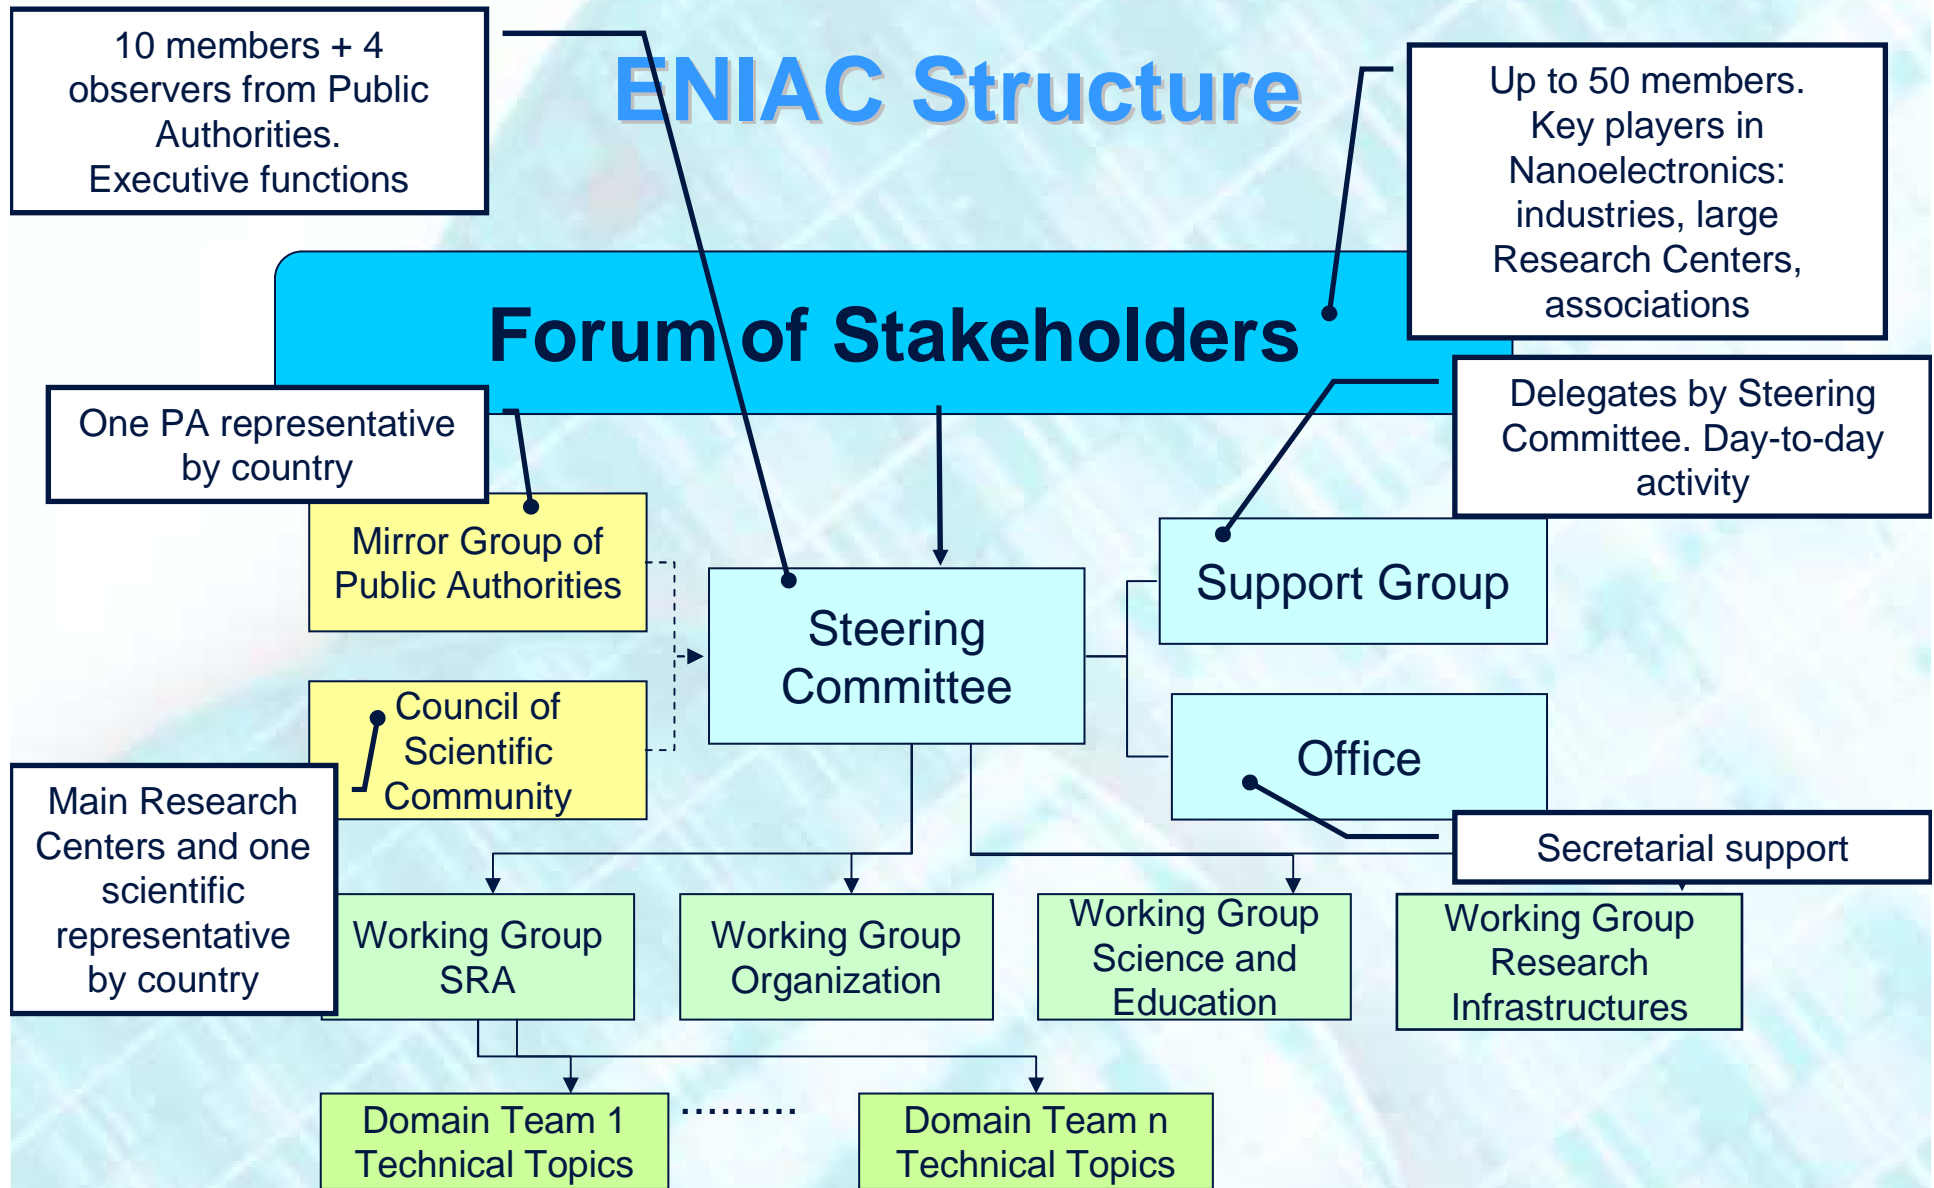 10 members + 4
observers from Public
Authorities.
Executive functions
ENIAC Structure
Up to 50 members.
Key players in
Nanoelectronics:
industries, large
Research Centers,
associations
Forum of Stakeholders
One PA representative
by country
Delegates by Steering
Committee. Day-to-day
activity
Mirror Group of
Public Authorities
Steering
Committee
Support Group
Council of
Scientific
Community
Office
Main Research
Centers and one
scientific
representative
by country
Secretarial support
Working Group
SRA
Working Group
Organization
Working Group
Science and
Education
Working Group
Research
Infrastructures
Domain Team 1
Technical Topics
.........
Domain Team n
Technical Topics